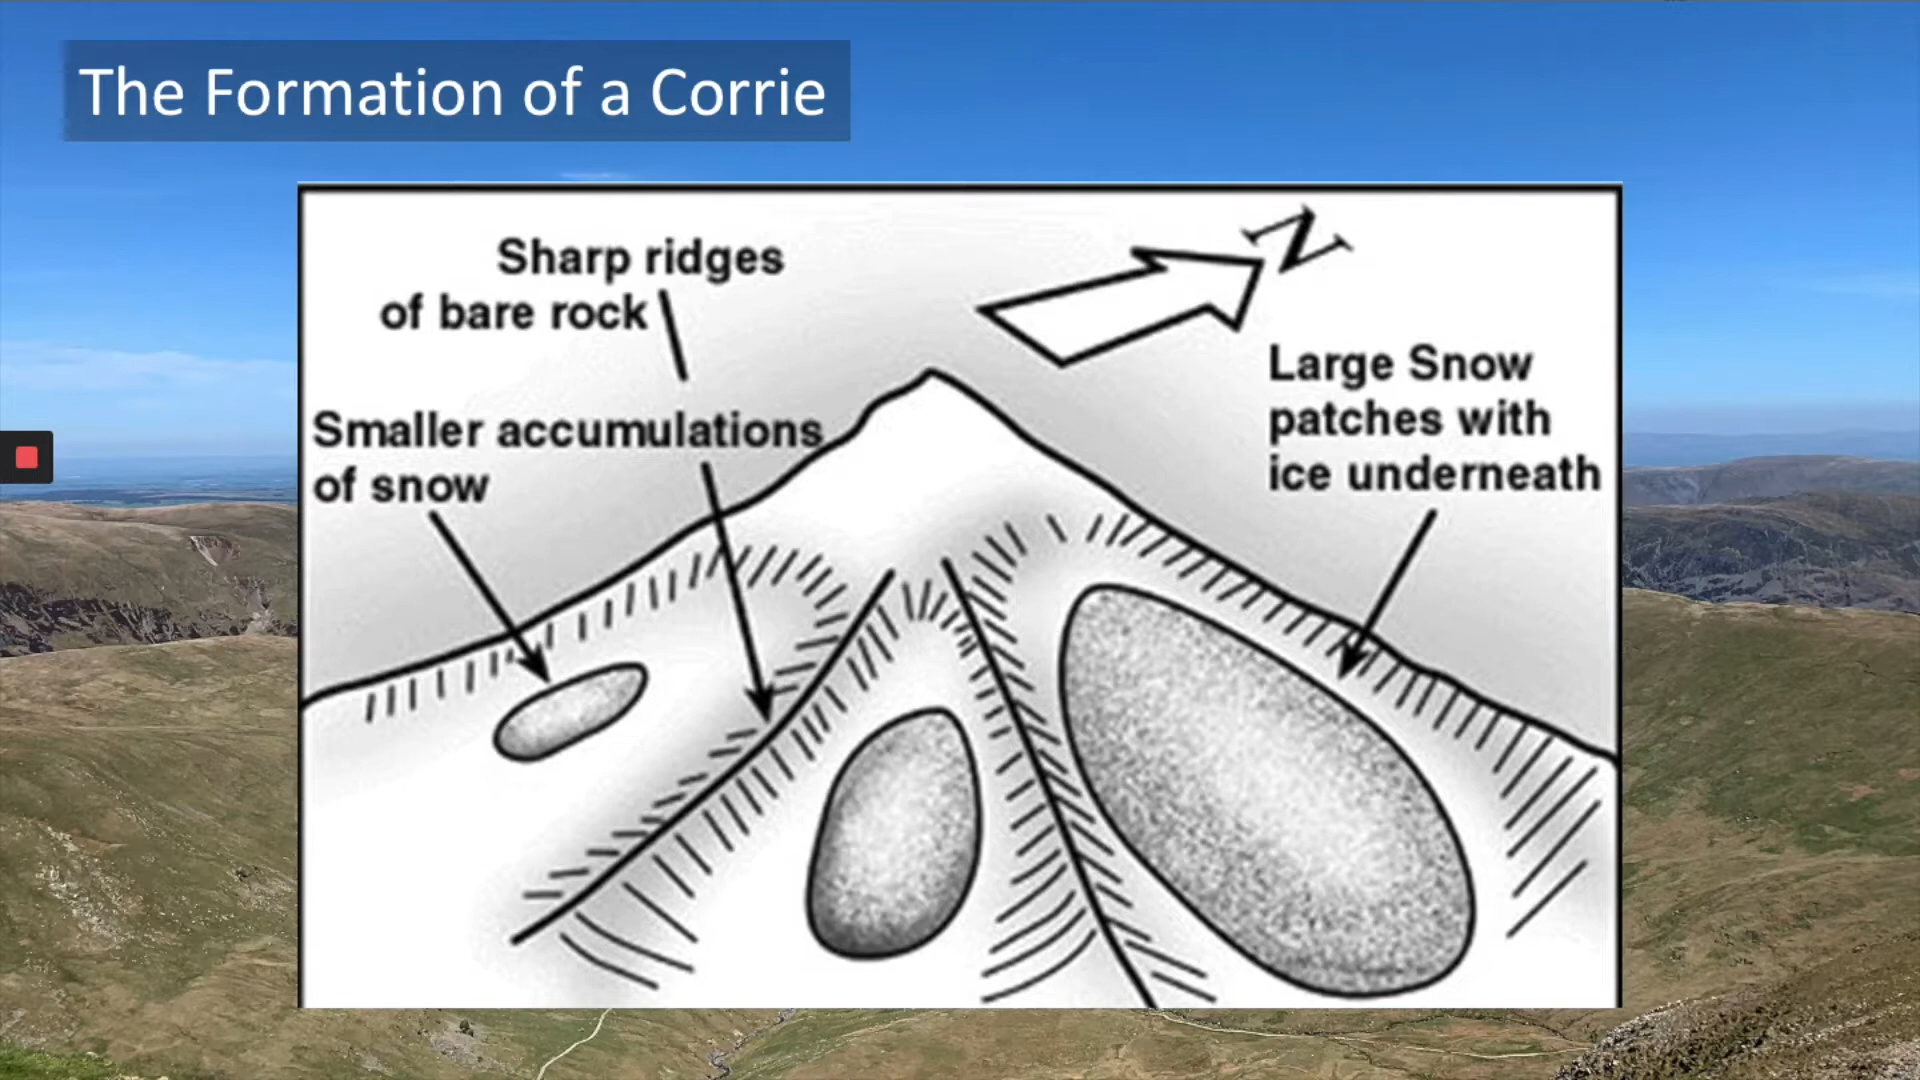 The Formation of a Corrie
N
Sharp ridges
of bare rock
Large Snow
patches with
ice underneath
Smaller accumulations
of snow